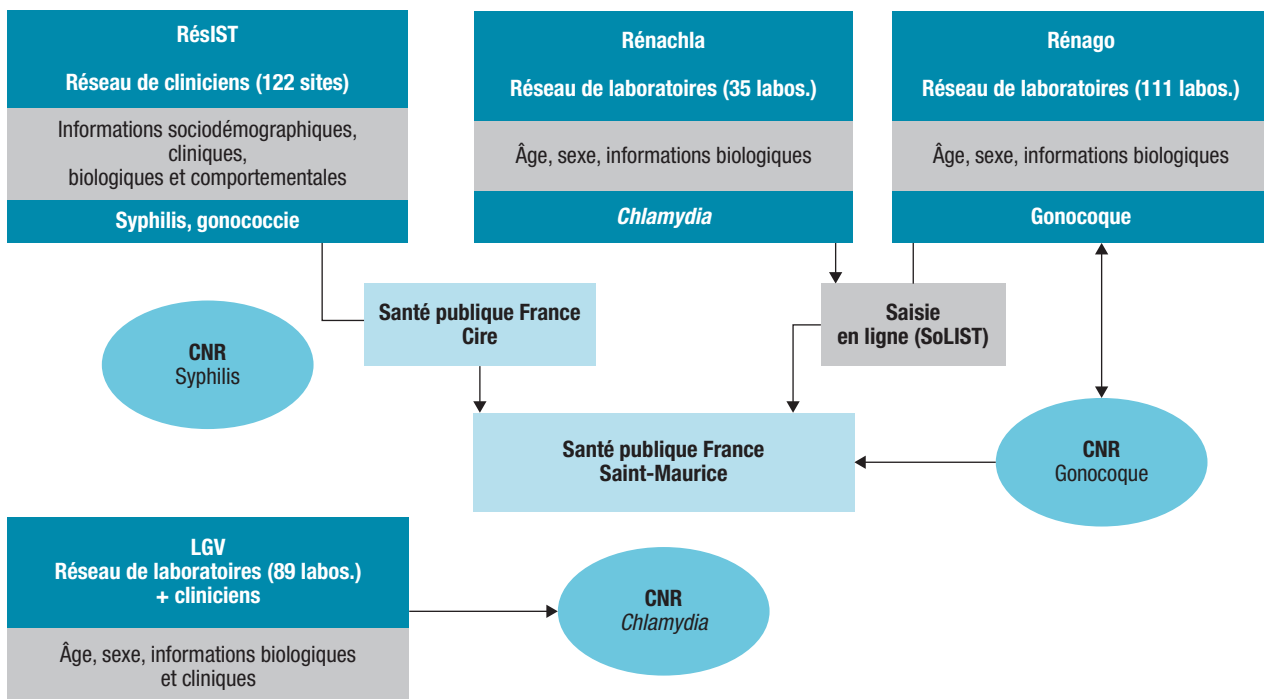 RésIST
Réseau de cliniciens (122 sites)
Informations sociodémographiques,
cliniques,
biologiques et comportementales
Syphilis, gonococcie
Rénachla
Réseau de laboratoires (35 labos.)
Âge, sexe, informations biologiques
Chlamydia
Rénago
Réseau de laboratoires (111 labos.)
Âge, sexe, informations biologiques
Gonocoque
Santé publique France
Cire
Saisie
en ligne (SoLIST)
CNR
Syphilis
Santé publique France
Saint-Maurice
CNR
Gonocoque
LGV
Réseau de laboratoires (89 labos.)
+ cliniciens
Âge, sexe, informations biologiques
et cliniques
CNR
Chlamydia